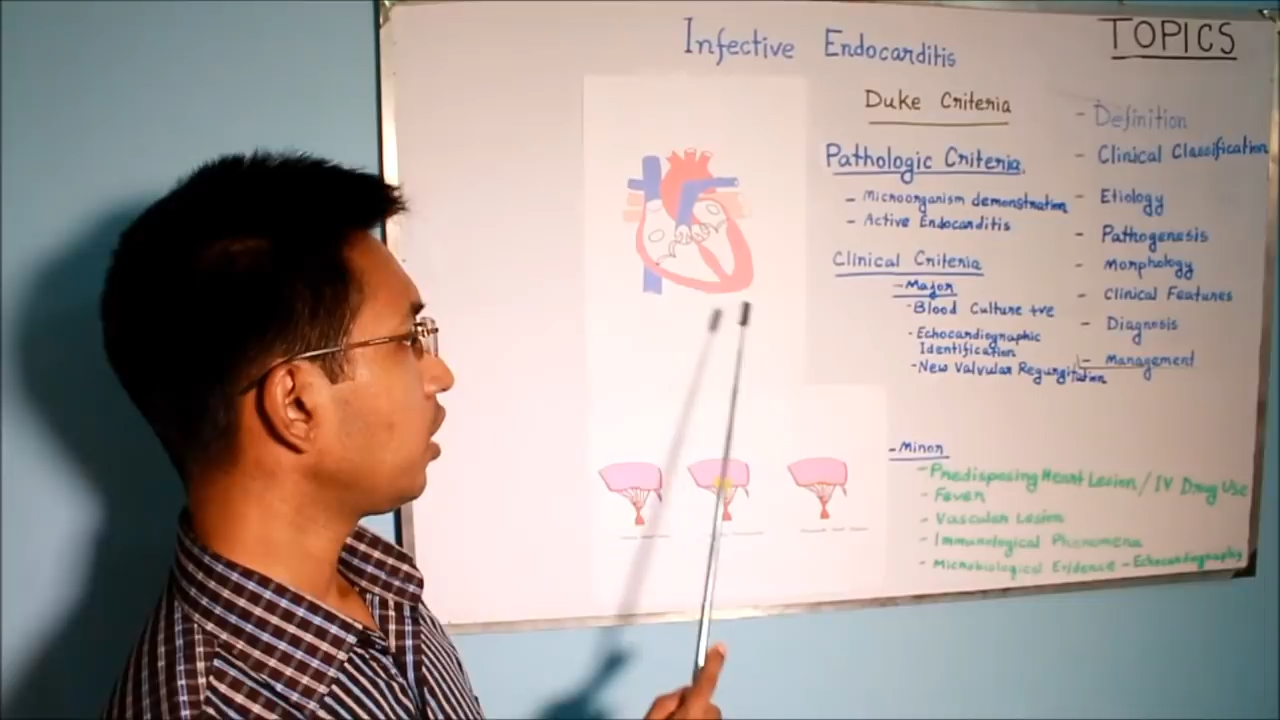 Infective Endocarditis
Duke Criteria
Pathologic Criteria.
- Microorganism demonstration
- Active Endocarditis
Clinical Criteria
- Major
- Blood Culture +ve
- Echocardiographic
Identification
- New Valvular Regurgitation
- Minor
- Predisposing Heart Lesion / IV Drug Use
- Fever
- Vascular Lesion
- Immunological Phenomena
- Microbiological Evidence - Echocardiography
TOPICS
- Definition
- Clinical Classification
- Etiology
- Pathogenesis
- Morphology
- Clinical Features
- Diagnosis
- Management